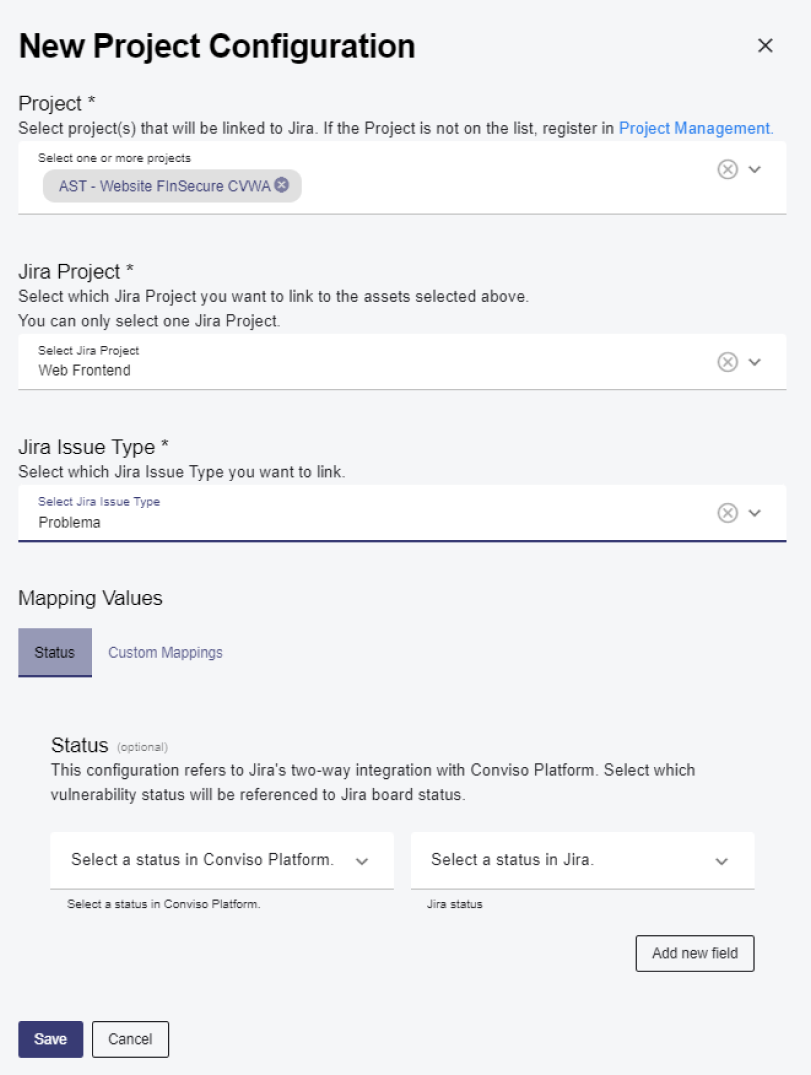 New Project Configuration
Project *
Select project(s) that will be linked to Jira. If the Project is not on the list, register in Project Management.
Select one or more projects
AST - Website FInSecure CVWA
Jira Project *
Select which Jira Project you want to link to the assets selected above.
You can only select one Jira Project.
Select Jira Project
Web Frontend
Jira Issue Type *
Select which Jira Issue Type you want to link.
Select Jira Issue Type
Problema
Mapping Values
Status Custom Mappings
Status (optional)
This configuration refers to Jira's two-way integration with Conviso Platform. Select which
vulnerability status will be referenced to Jira board status.
Select a status in Conviso Platform. Select a status in Jira.
Select a status in Conviso Platform. Jira status
Add new field
Save Cancel